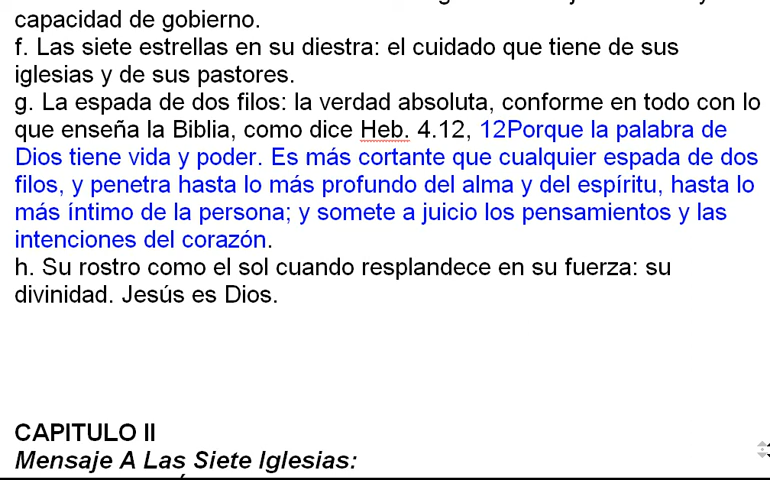 capacidad de gobierno.
f. Las siete estrellas en su diestra: el cuidado que tiene de sus
iglesias y de sus pastores.
g. La espada de dos filos: la verdad absoluta, conforme en todo con lo
que enseña la Biblia, como dice Heb. 4.12, 12Porque la palabra de
Dios tiene vida y poder. Es más cortante que cualquier espada de dos
filos, y penetra hasta lo más profundo del alma y del espíritu, hasta lo
más íntimo de la persona; y somete a juicio los pensamientos y las
intenciones del corazón.
h. Su rostro como el sol cuando resplandece en su fuerza: su
divinidad. Jesús es Dios.
CAPITULO II
Mensaje A Las Siete Iglesias: